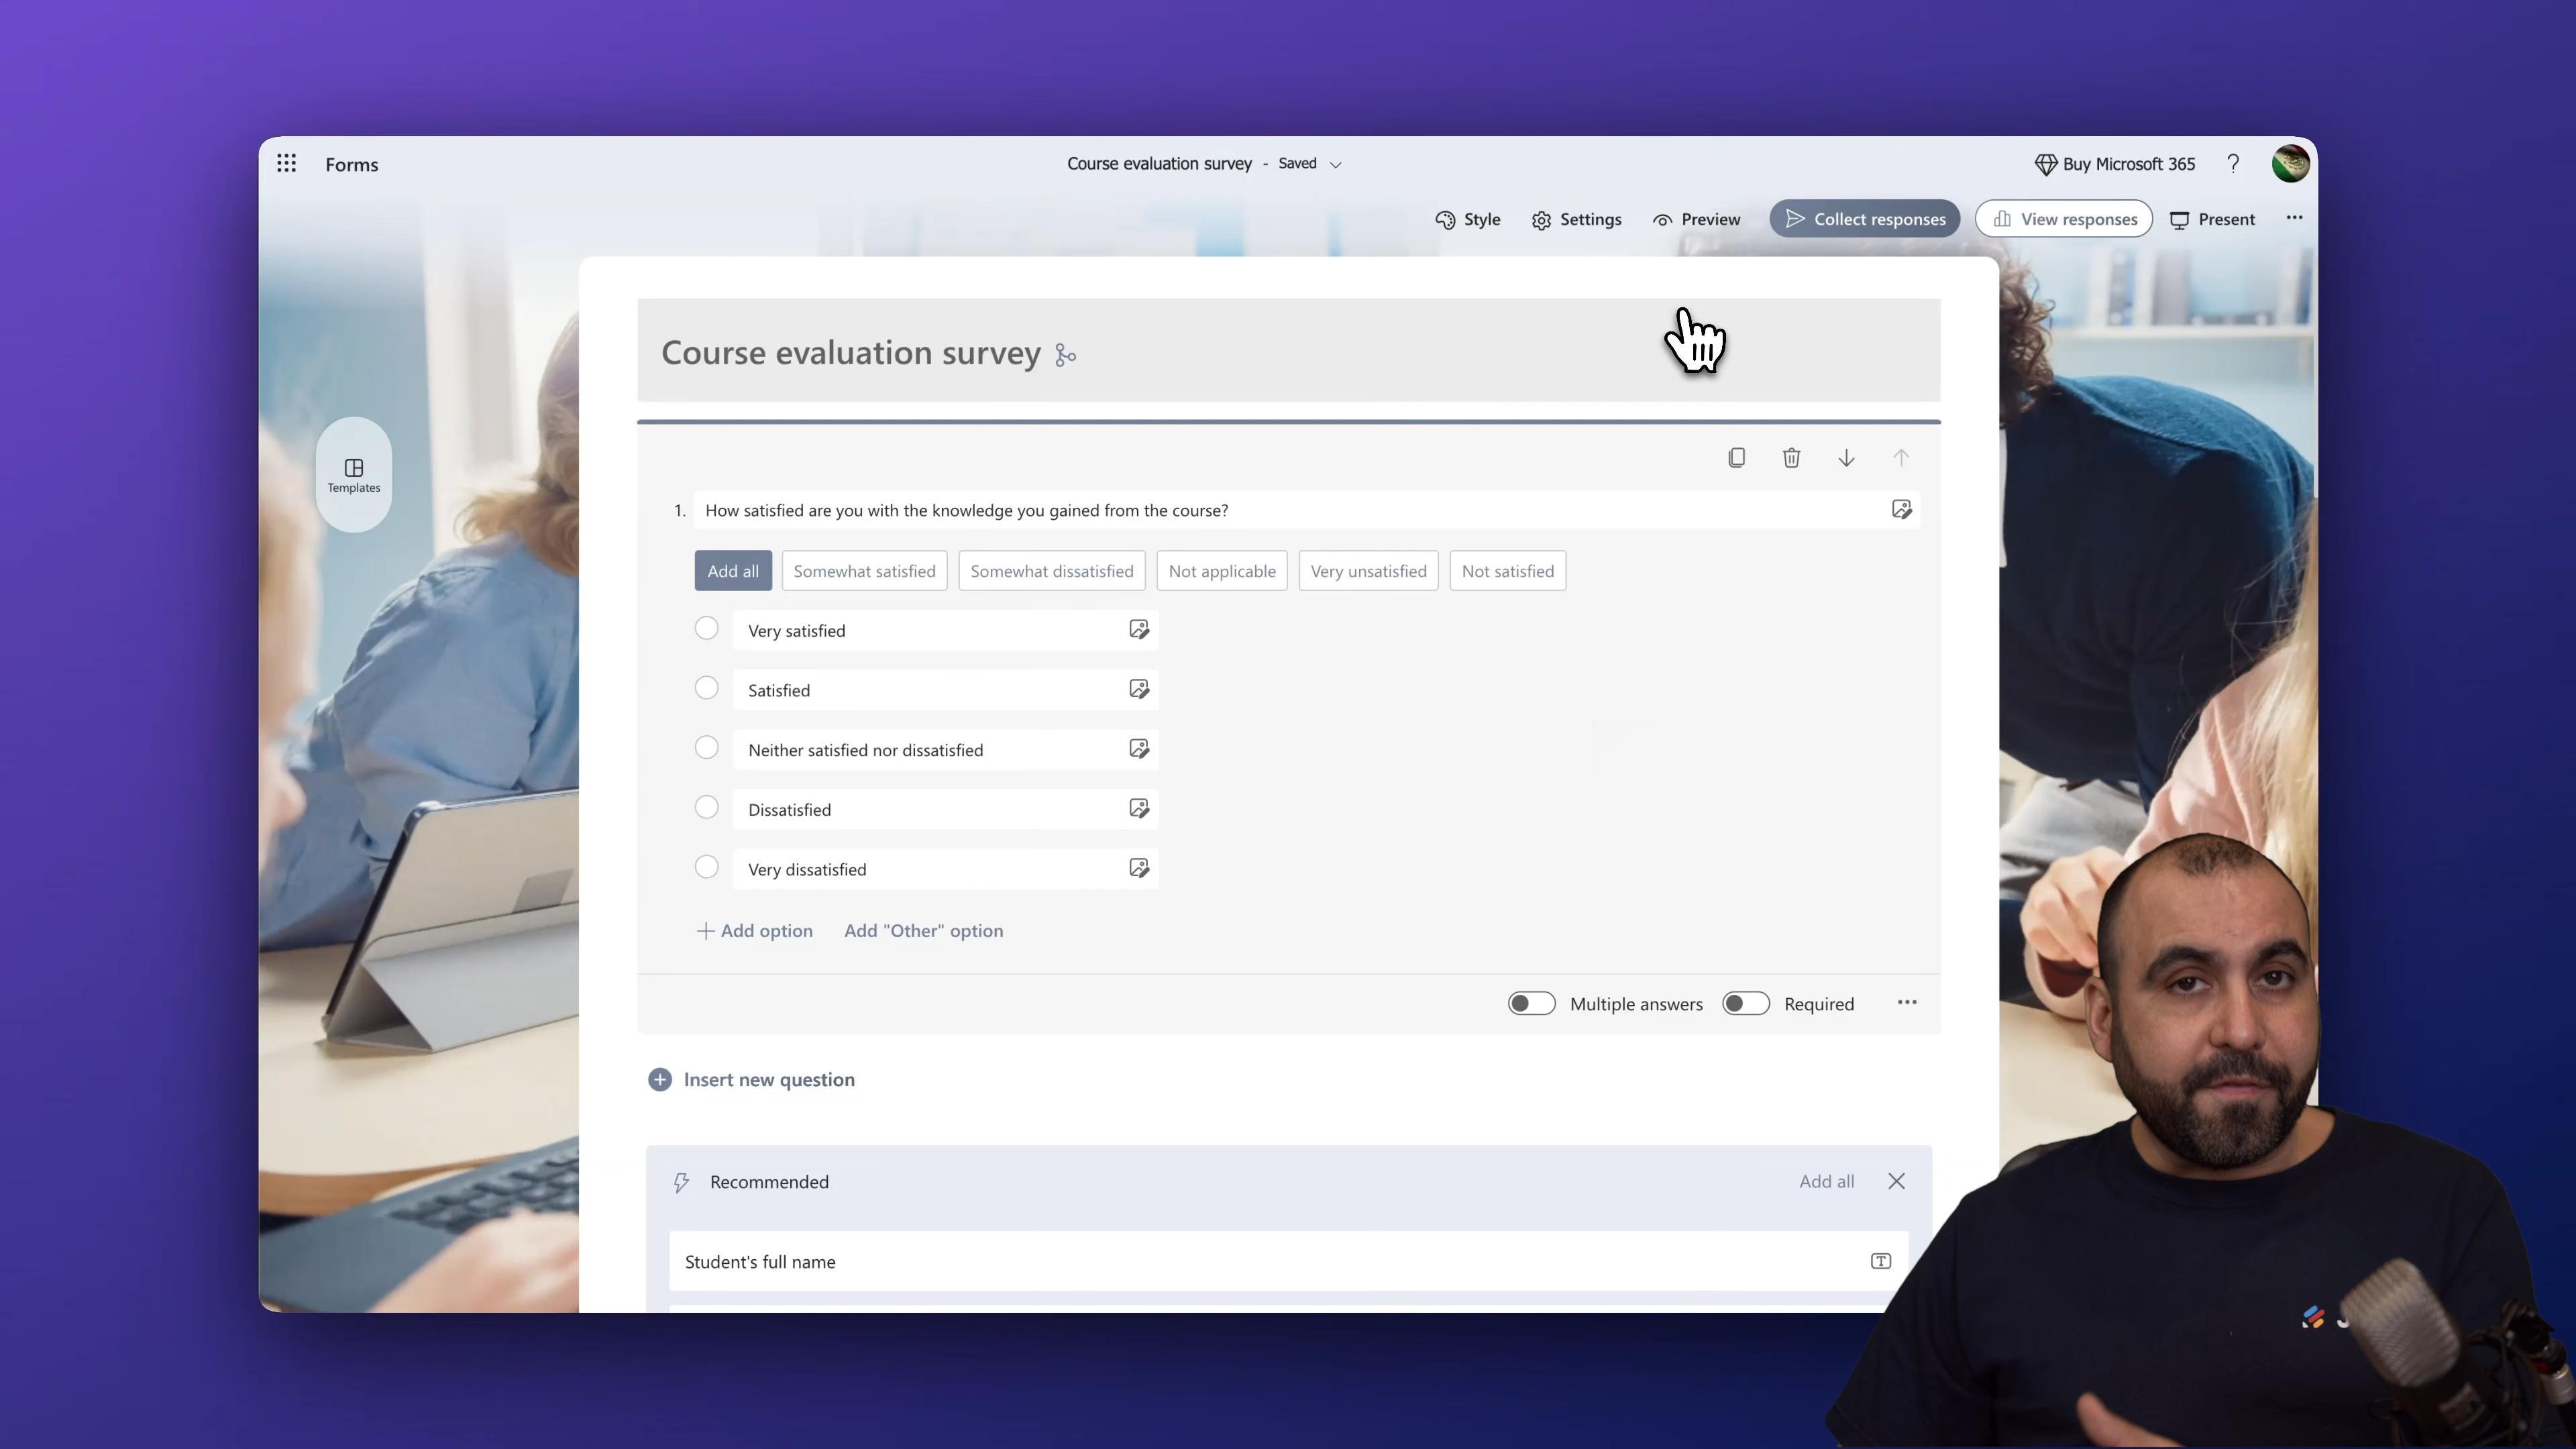 Forms
Course evaluation survey - Saved
Buy Microsoft 365 ?
Style Settings Preview Collect responses View responses Present ...
Course evaluation survey
Templates
1. How satisfied are you with the knowledge you gained from the course?
Add all Somewhat satisfied Somewhat dissatisfied Not applicable Very unsatisfied Not satisfied
Very satisfied
Satisfied
Neither satisfied nor dissatisfied
Dissatisfied
Very dissatisfied
+ Add option Add "Other" option
Multiple answers Required ...
+ Insert new question
Recommended Add all
Student's full name